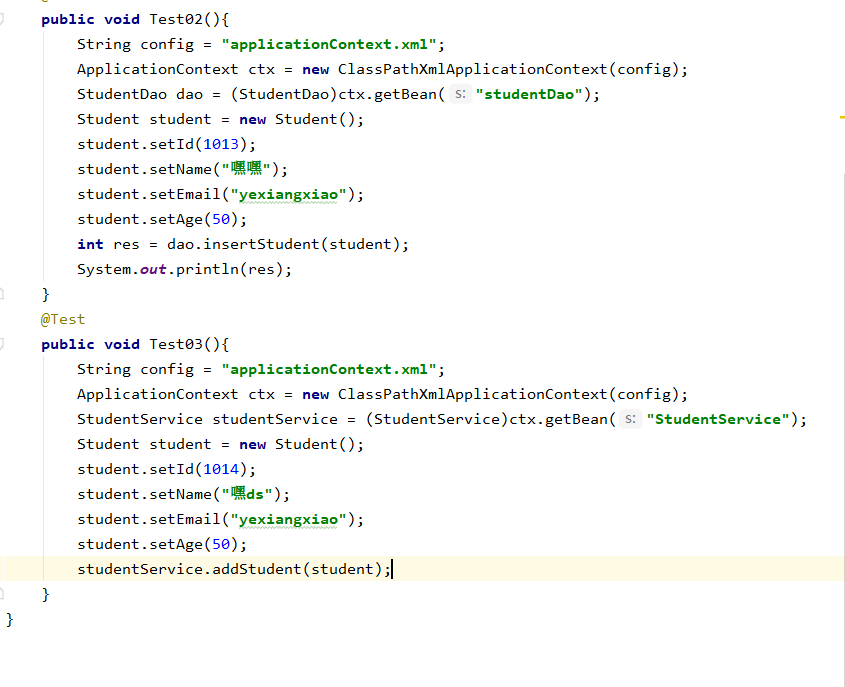 public void Test02(){
String config = "applicationContext.xml";
ApplicationContext ctx = new ClassPathXmlApplicationContext(config);
StudentDao dao = (StudentDao)ctx.getBean( s: "studentDao");
Student student = new Student();
student.setId(1013);
student.setName("嘿嘿");
student.setEmail("yexiangxiao");
student.setAge(50);
int res = dao.insertStudent(student);
System.out.println(res);
}
@Test
public void Test03(){
String config = "applicationContext.xml";
ApplicationContext ctx = new ClassPathXmlApplicationContext(config);
StudentService studentService = (StudentService)ctx.getBean( s: "StudentService");
Student student = new Student();
student.setId(1014);
student.setName("嘿ds");
student.setEmail("yexiangxiao");
student.setAge(50);
studentService.addStudent(student);
}
}